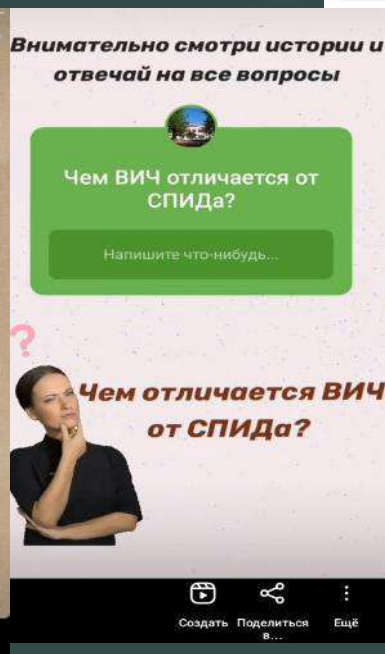 Внимательно смотри истории и
отвечай на все вопросы
Чем ВИЧ отличается от
СПИДа?
Напишите что-нибудь...
?
Чем отличается ВИЧ
от СПИДа?
Создать Поделиться Ещё
в...